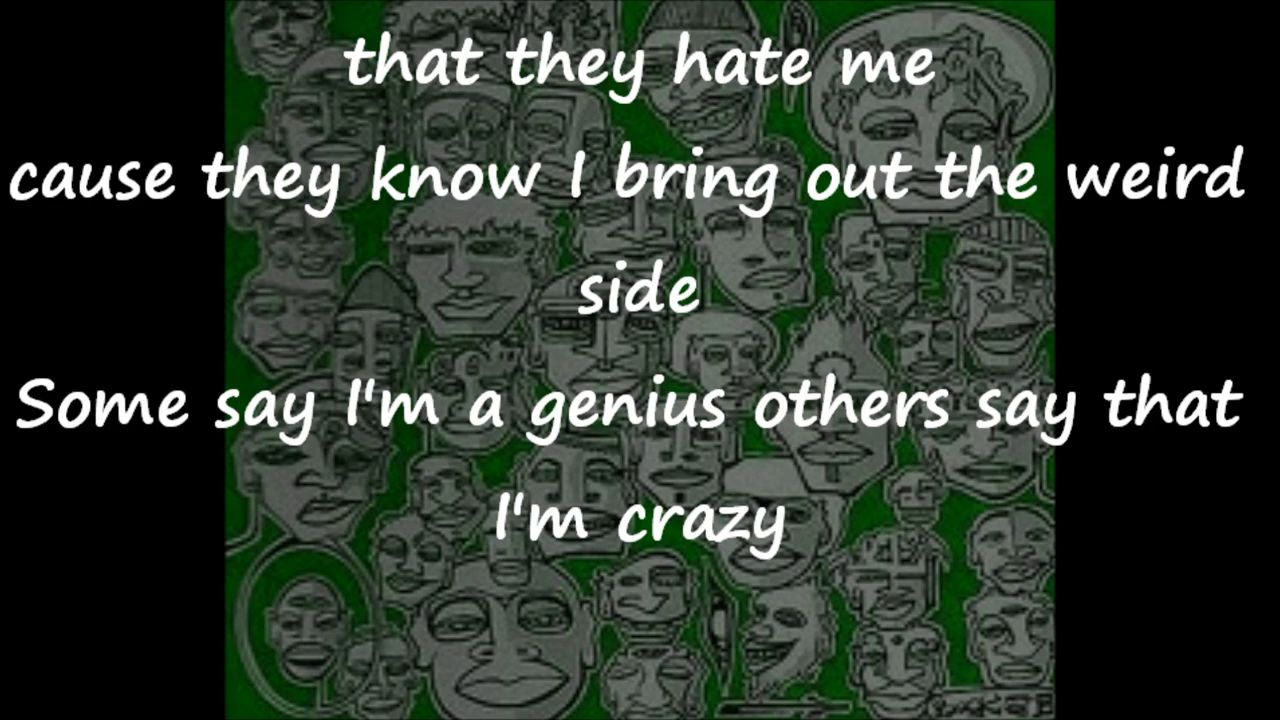 that they hate me
cause they know I bring out the weird
side
Some say I'm a genius others say that
I'm crazy